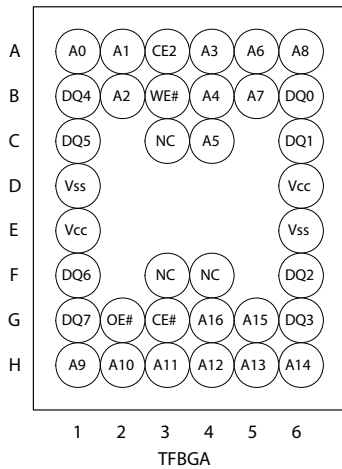 A A0 A1 CE2 A3 A6 A8
B DQ4 A2 WE# A4 A7 DQ0
C DQ5 NC A5 DQ1
D Vss Vcc
E Vcc Vss
F DQ6 NC NC DQ2
G DQ7 OE# CE# A16 A15 DQ3
H A9 A10 A11 A12 A13 A14
1 2 3 4 5 6
TFBGA